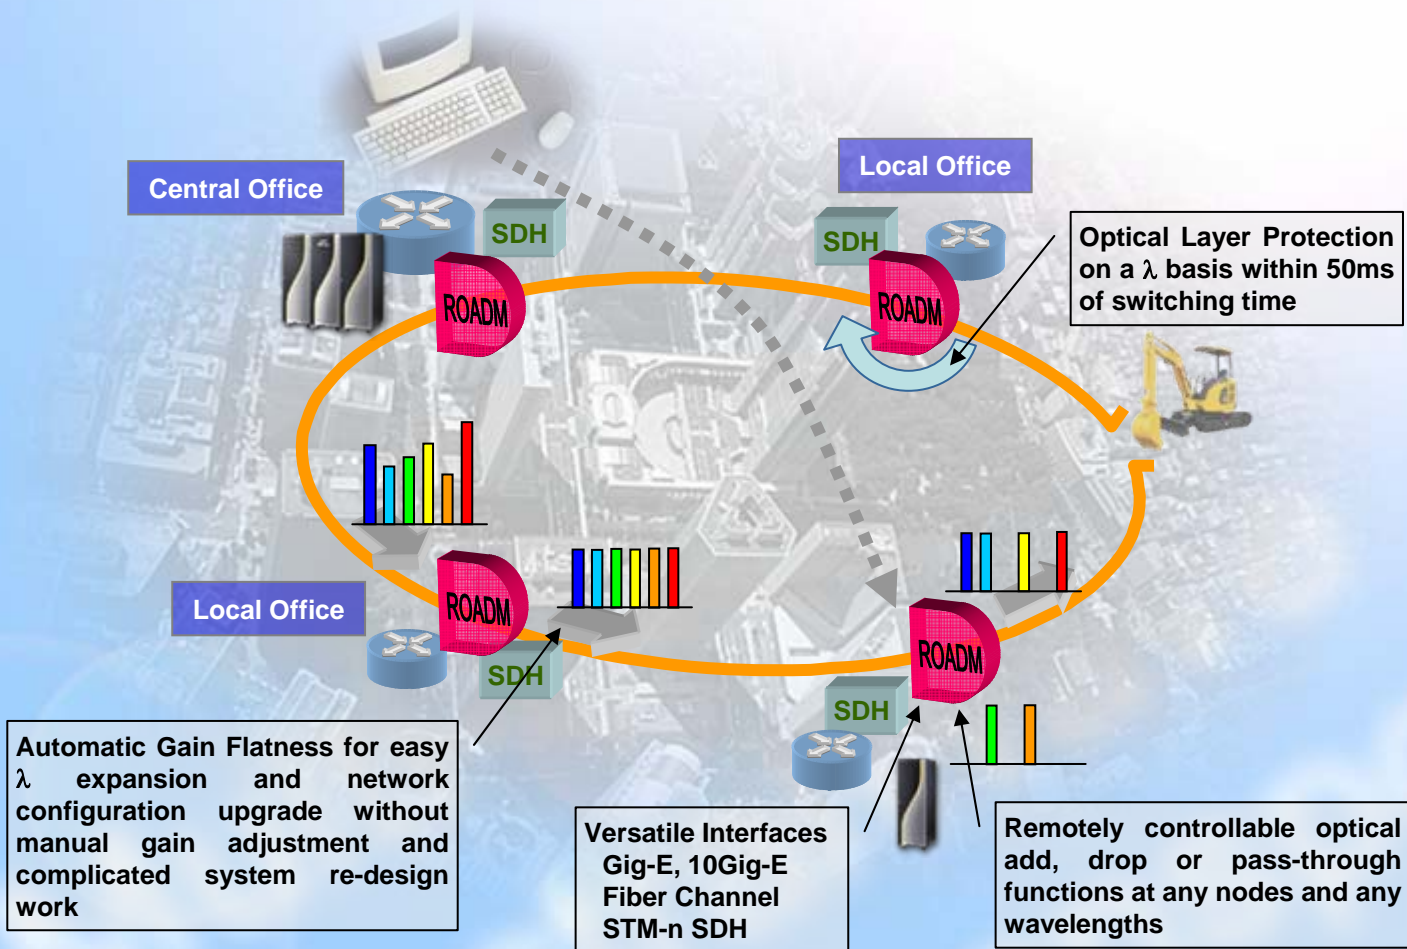 Local Office
Central Office
SDH
SDH
Optical Layer Protection
on a λ basis within 50ms
of switching time
ROADM
ROADM
Local Office
ROADM
SDH
ROADM
SDH
Automatic Gain Flatness for easy
λ expansion and network
configuration upgrade without
manual gain adjustment and
complicated system re-design
work
Versatile Interfaces
Gig-E, 10Gig-E
Fiber Channel
STM-n SDH
Remotely controllable optical
add, drop or pass-through
functions at any nodes and any
wavelengths